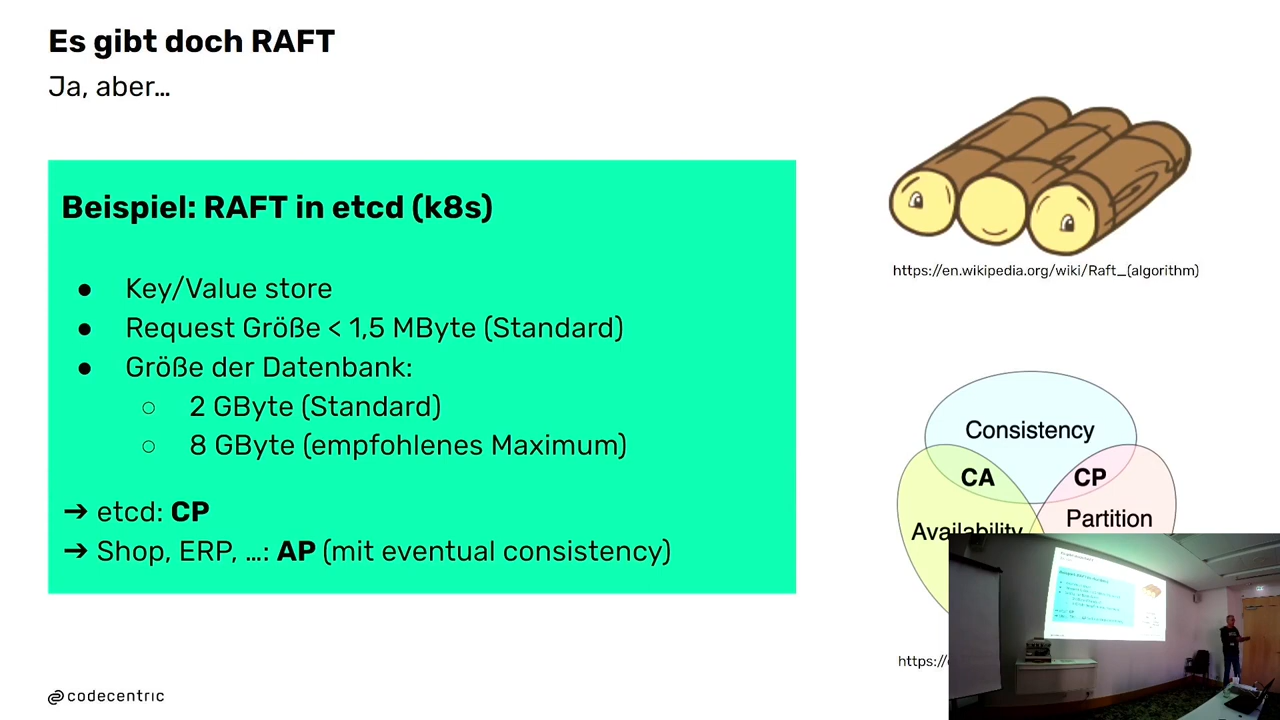 Es gibt doch RAFT
Ja, aber…
Beispiel: RAFT in etcd (k8s)
● Key/Value store
● Request Größe < 1,5 MByte (Standard)
● Größe der Datenbank:
○ 2 GByte (Standard)
○ 8 GByte (empfohlenes Maximum)
➔ etcd: CP
➔ Shop, ERP, …: AP (mit eventual consistency)
https://en.wikipedia.org/wiki/Raft_(algorithm)
Consistency
CA
CP
Availability
Partition
https://
codecentric